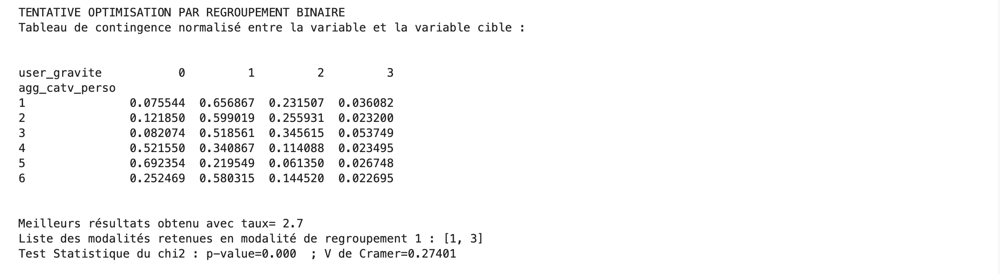 TENTATIVE OPTIMISATION PAR REGROUPEMENT BINAIRE
Tableau de contingence normalisé entre la variable et la variable cible :
user_gravite 0 1 2 3
agg_catv_perso
1 0.075544 0.656867 0.231507 0.036082
2 0.121850 0.599019 0.255931 0.023200
3 0.082074 0.518561 0.345615 0.053749
4 0.521550 0.340867 0.114088 0.023495
5 0.692354 0.219549 0.061350 0.026748
6 0.252469 0.580315 0.144520 0.022695
Meilleurs résultats obtenu avec taux= 2.7
Liste des modalités retenues en modalité de regroupement 1 : [1, 3]
Test Statistique du chi2 : p-value=0.000  ; V de Cramer=0.27401